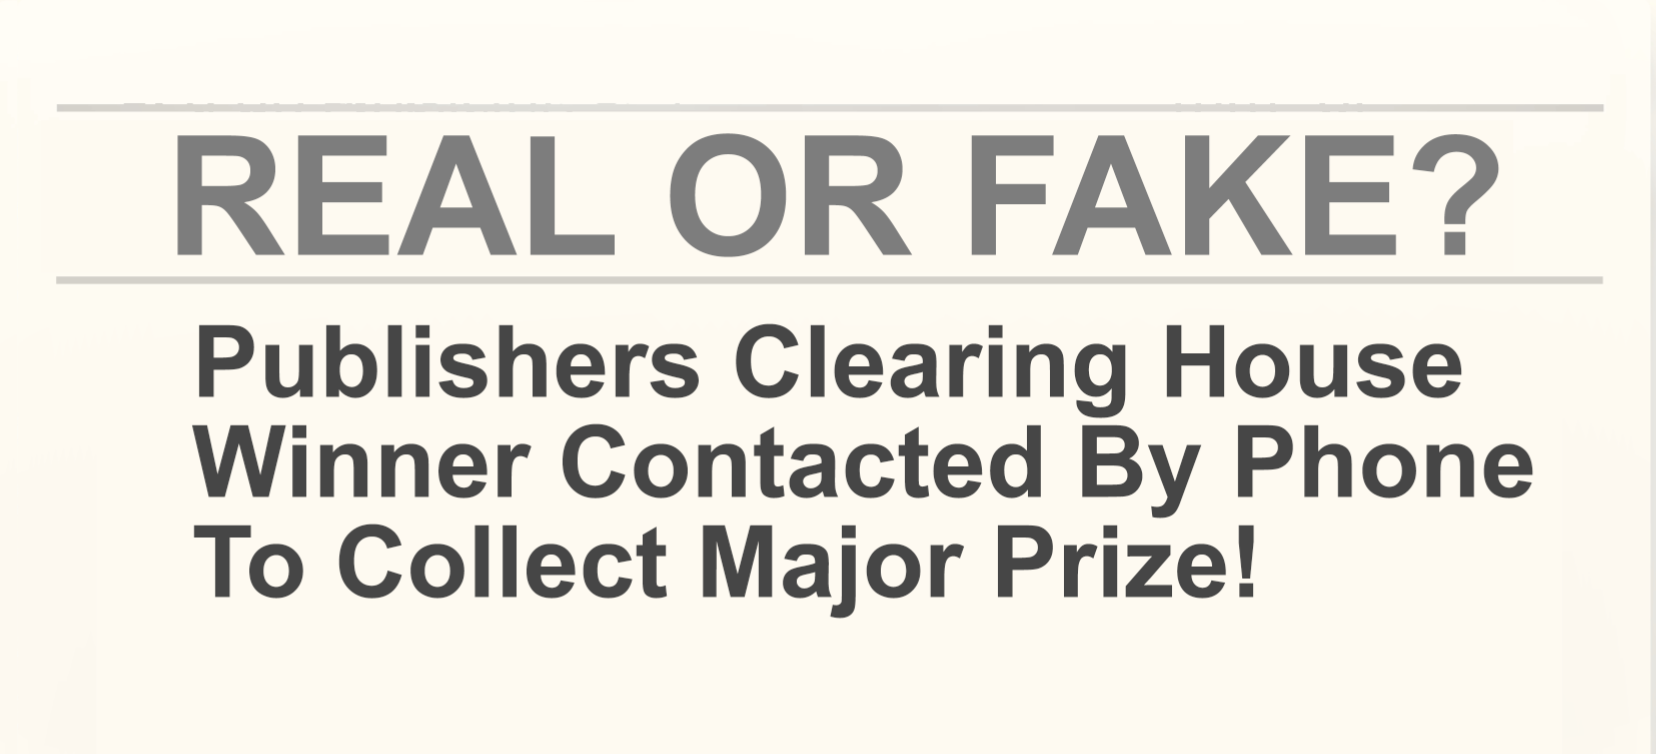 REAL OR FAKE?
Publishers Clearing House
Winner Contacted By Phone
To Collect Major Prize!